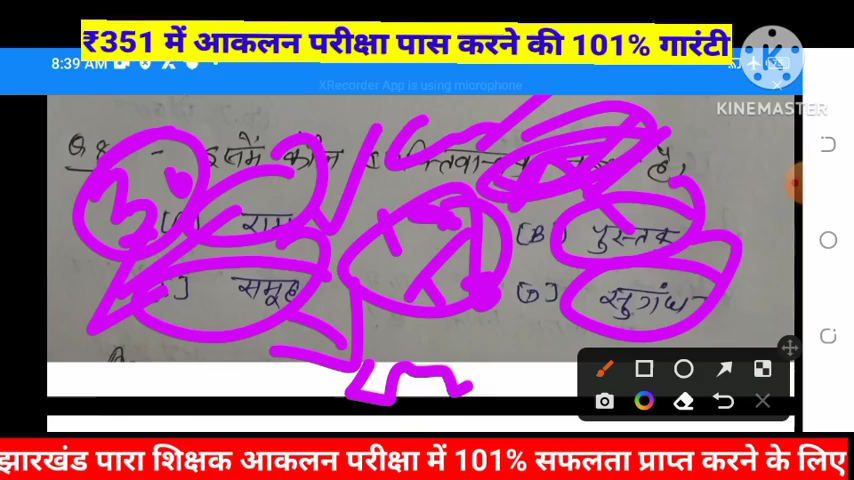 ₹351 में आकलन परीक्षा पास करने की 101% गारंटी
8:39 AM
XRecorder App is using microphone
KINEMASTER
इसमें कौन है,
(A) राम (B) पुस्तक
] समूह (D) सुगंध
झारखंड पारा शिक्षक आकलन परीक्षा में 101% सफलता प्राप्त करने के लिए